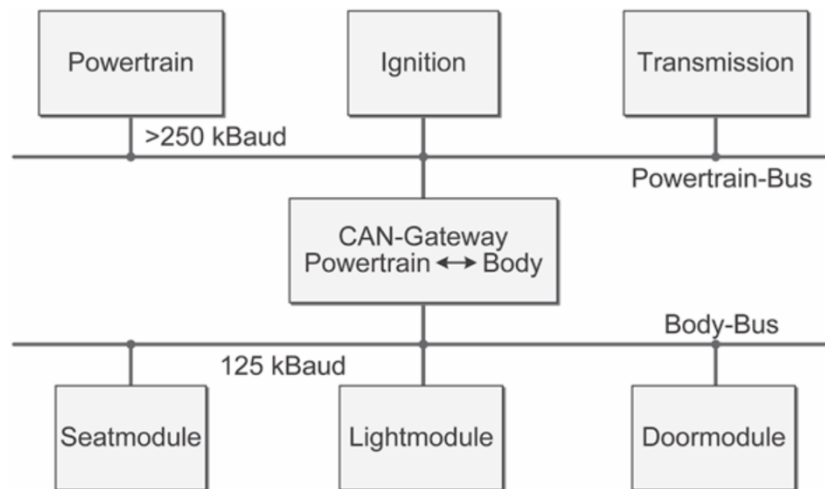 Powertrain
Ignition
Transmission
>250 kBaud
Powertrain-Bus
CAN-Gateway
Powertrain ↔ Body
Body-Bus
125 kBaud
Seatmodule
Lightmodule
Doormodule